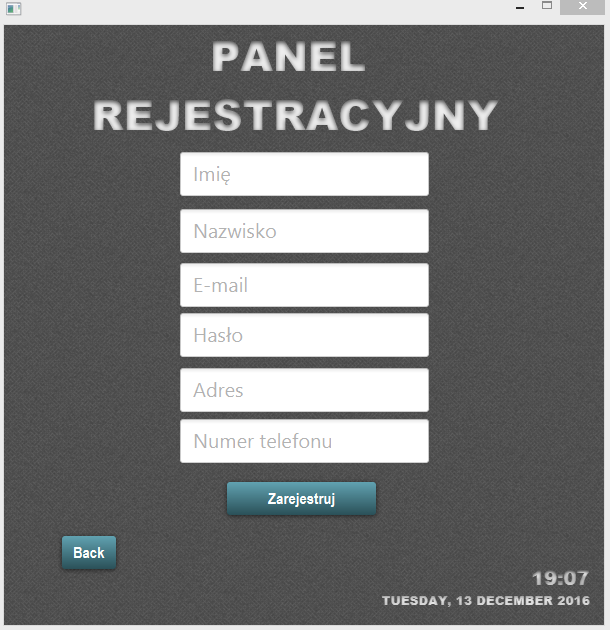 PANEL
REJESTRACYJNY
Imię
Nazwisko
E-mail
Hasło
Adres
Numer telefonu
Zarejestruj
Back
19:07
TUESDAY, 13 DECEMBER 2016